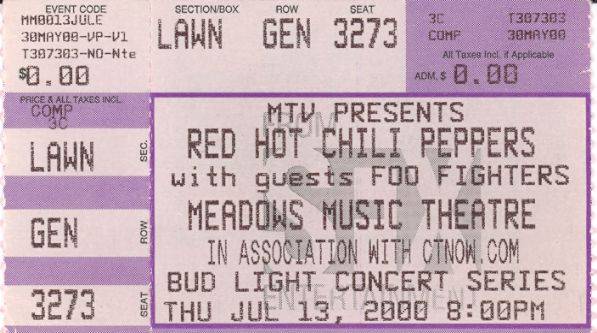 EVENT CODE SECTION/BOX ROW SEAT
MM0013JULE LAWN GEN 3273 3C T307303
30MAY00-VP-V1 COMP 30MAY00
T307303-NO-Nte All Taxes Incl. if Applicable
$0.00 ADM. $ 0.00
PRICE & ALL TAXES INCL.
COMP
3C
LAWN SEC.
GEN ROW
3273 SEAT
MTV PRESENTS
RED HOT CHILI PEPPERS
with guests FOO FIGHTERS
MEADOWS MUSIC THEATRE
IN ASSOCIATION WITH CTNOW.COM
BUD LIGHT CONCERT SERIES
THU JUL 13, 2000 8:00PM
FROM
SFX
ENTERTAINMENT